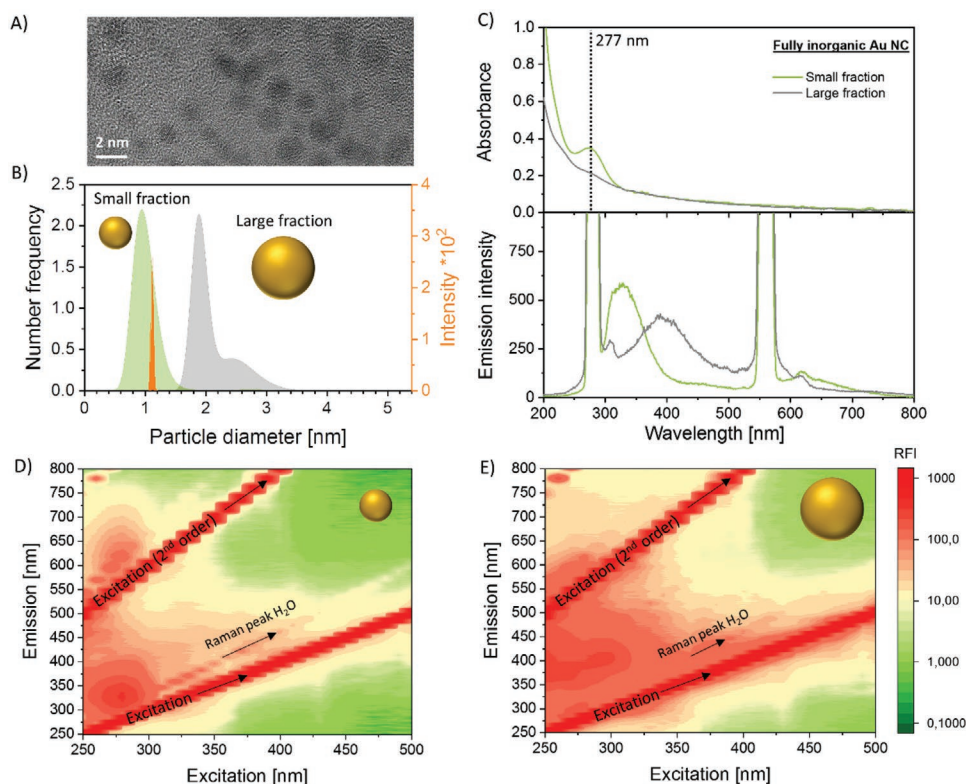 A)
2 nm
B)
2.5
2.0
1.5
1.0
0.5
0.0
Number frequency
Small fraction
Large fraction
4
3
2
1
0
Intensity *10²
0 1 2 3 4 5
Particle diameter [nm]
C)
277 nm
Fully inorganic Au NC
Small fraction
Large fraction
1.0
0.8
0.6
0.4
0.2
0.0
Absorbance
750
500
250
0
Emission intensity
200 300 400 500 600 700 800
Wavelength [nm]
D)
800
750
700
650
600
550
500
450
400
350
300
250
Emission [nm]
Excitation (2nd order)
Raman peak H₂O
Excitation
250 300 350 400 450 500
Excitation [nm]
E)
800
750
700
650
600
550
500
450
400
350
300
250
Emission [nm]
Excitation (2nd order)
Raman peak H₂O
Excitation
250 300 350 400 450 500
Excitation [nm]
RFI
1000
100,0
10,00
1,000
0,1000